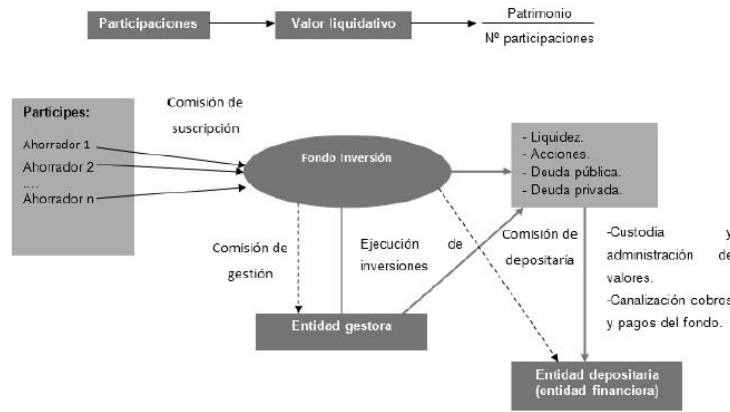 Participaciones
Valor liquidativo
Patrimonio
Nº participaciones
Partícipes:
Ahorrador 1
Ahorrador 2
....
Ahorrador n
Comisión de
suscripción
Fondo Inversión
- Liquidez.
- Acciones.
- Deuda pública.
- Deuda privada.
Comisión de
gestión
Ejecución de
inversiones
Comisión de
depositaría
-Custodia y
administración de
valores.
-Canalización cobros
y pagos del fondo.
Entidad gestora
Entidad depositaria
(entidad financiera)